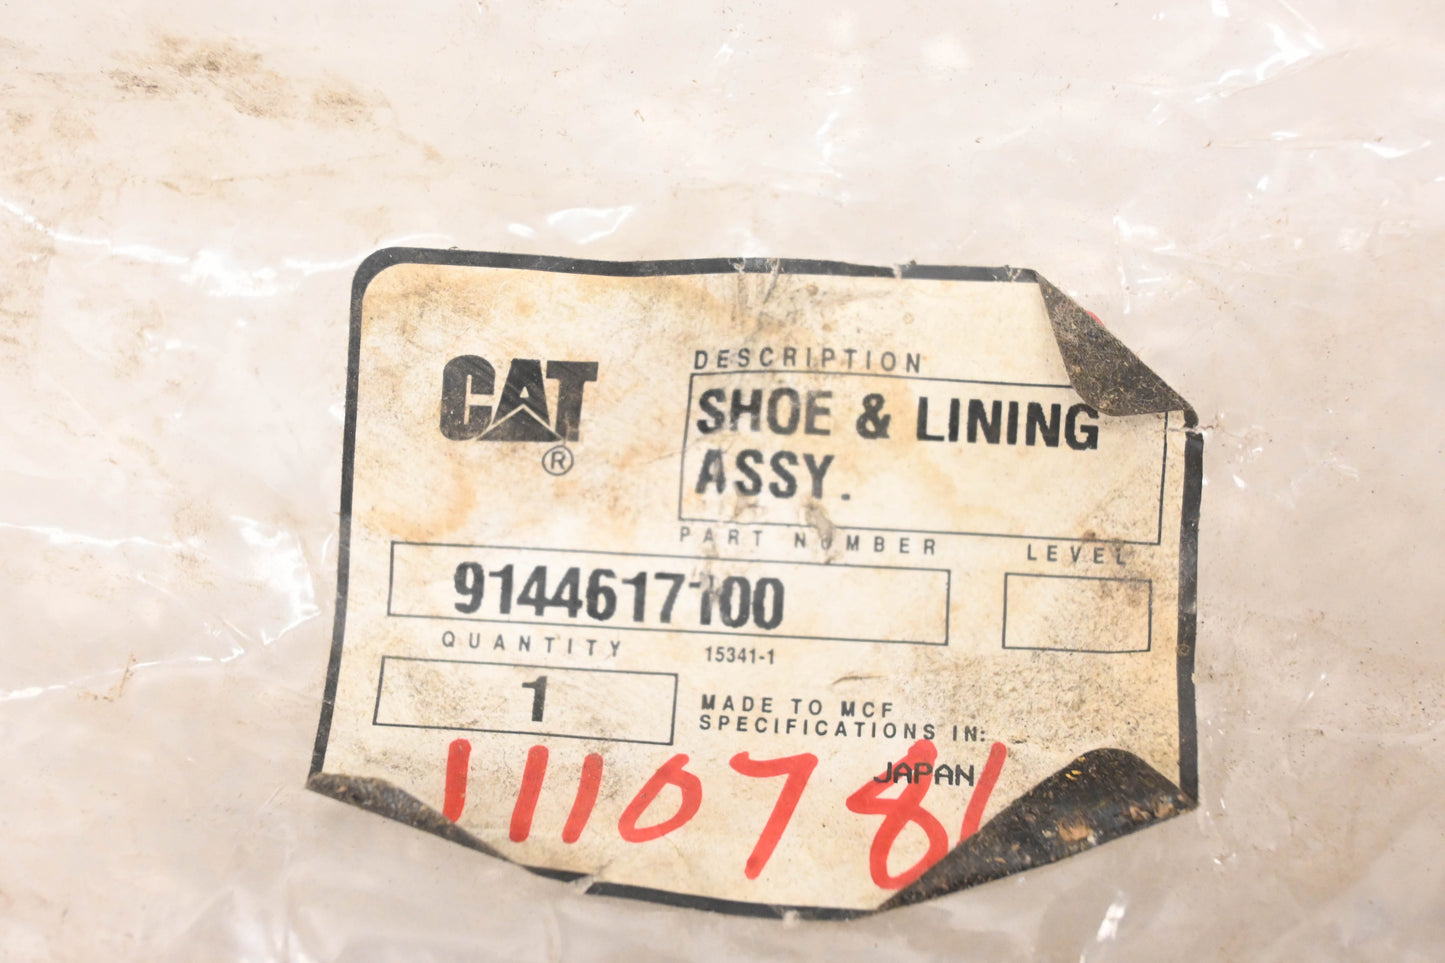 CAT
®
DESCRIPTION
SHOE & LINING
ASSY.
PART NUMBER
LEVEL
9144617100
QUANTITY
15341-1
1
MADE TO MCF
SPECIFICATIONS IN:
JAPAN
1110781